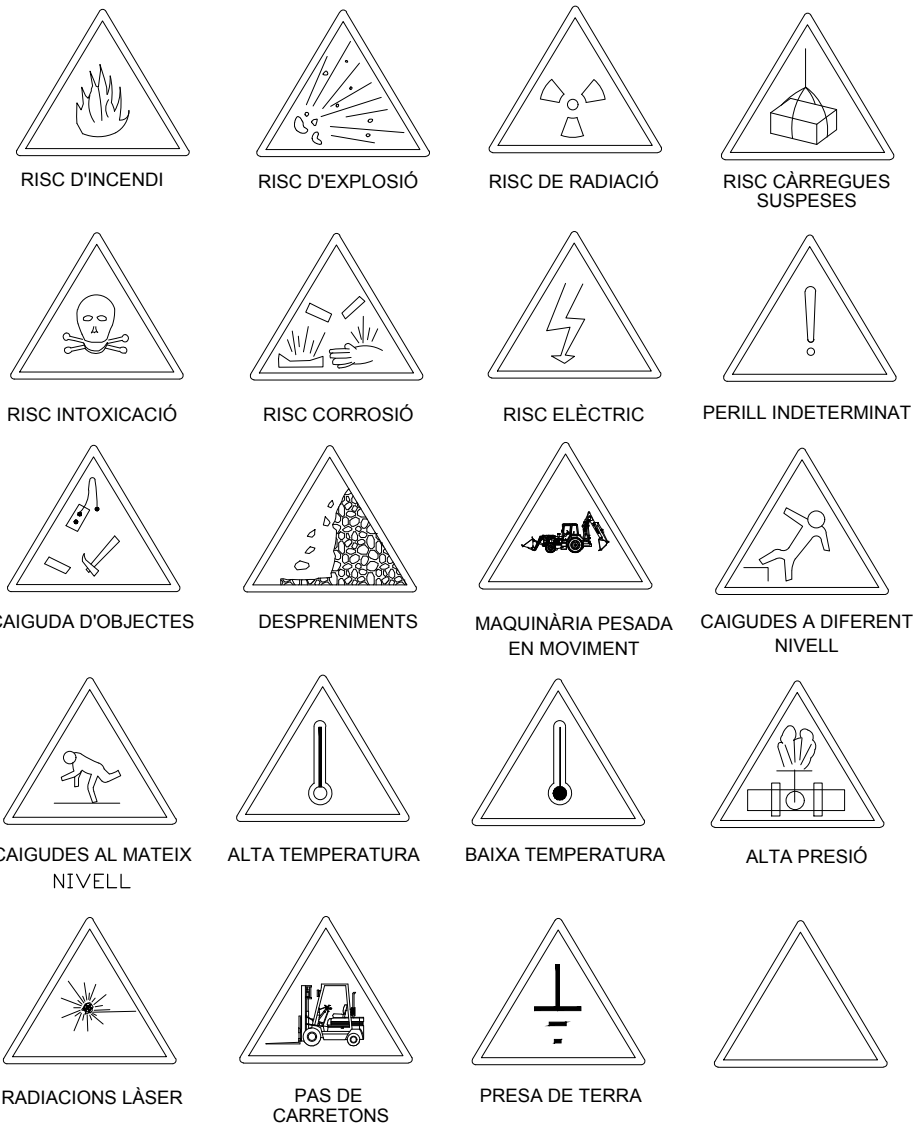 RISC D'INCENDI
RISC D'EXPLOSIÓ
RISC DE RADIACIÓ
RISC CÀRREGUES
SUSPESES
RISC INTOXICACIÓ
RISC CORROSIÓ
RISC ELÈCTRIC
PERILL INDETERMINAT
CAIGUDA D'OBJECTES
DESPRENIMENTS
MAQUINÀRIA PESADA
EN MOVIMENT
CAIGUDES A DIFERENT
NIVELL
CAIGUDES AL MATEIX
NIVELL
ALTA TEMPERATURA
BAIXA TEMPERATURA
ALTA PRESIÓ
RADIACIONS LÀSER
PAS DE
CARRETONS
PRESA DE TERRA